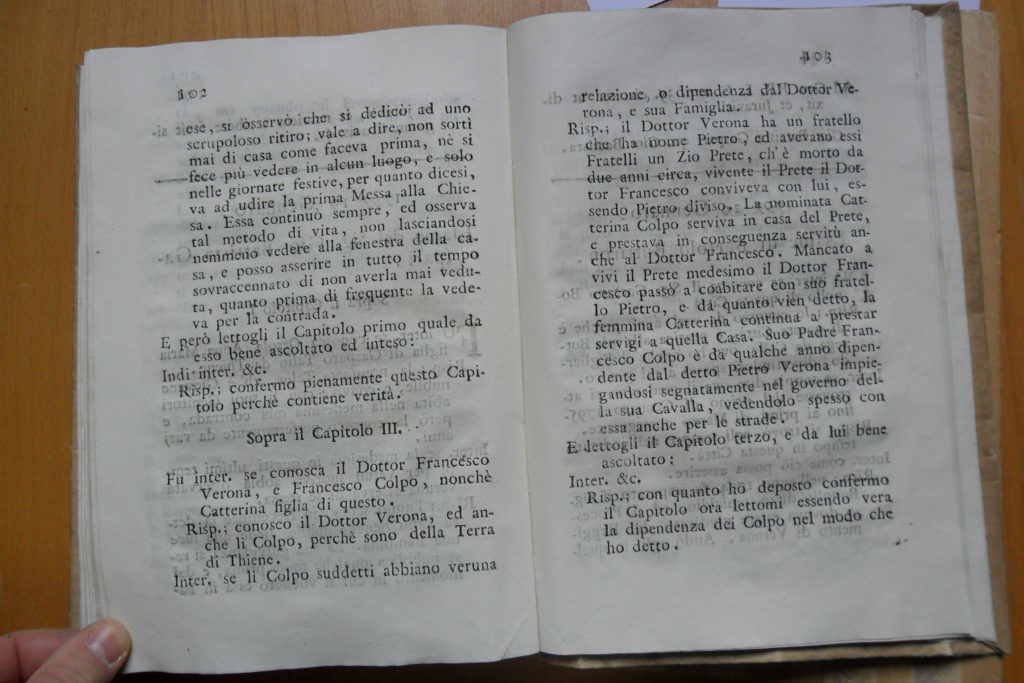 102
ese, si osservò che si dedicò ad uno
scrupoloso ritiro; vale a dire, non sortì
mai di casa come faceva prima, nè si
fece più vedere in alcun luogo, e solo
nelle giornate festive, per quanto dicesi,
va ad udire la prima Messa alla Chie-
sa. Essa continuò sempre, ed osserva
tal metodo di vita, non lasciandosi
nemmeno vedere alla fenestra della ca-
sa, e posso asserire in tutto il tempo
sovraccennato di non averla mai vedu-
ta, quanto prima di frequente la vede-
va per la contrada.
E però lettogli il Capitolo primo quale da
esso bene ascoltato ed inteso:
Indi inter. &c.
Risp.; confermo pienamente questo Capi-
tolo perchè contiene verità.
Sopra il Capitolo III.
Fu inter. se conosca il Dottor Francesco
Verona, e Francesco Colpo, nonchè
Catterina figlia di questo.
Risp.; conosco il Dottor Verona, ed an-
che li Colpo, perchè sono della Terra
di Thiene.
Inter. se li Colpo suddetti abbiano veruna
103
relazione, o dipendenza dal Dottor Ve-
rona, e sua Famiglia.
Risp.; il Dottor Verona ha un fratello
che ha nome Pietro, ed avevano essi
Fratelli un Zio Prete, ch'è morto da
due anni circa, vivente il Prete il Dot-
tor Francesco conviveva con lui, es-
sendo Pietro diviso. La nominata Cat-
terina Colpo serviva in casa del Prete,
e prestava in conseguenza servitù an-
che al Dottor Francesco. Mancato a
vivi il Prete medesimo il Dottor Fran-
cesco passò a coabitare con suo fratel-
lo Pietro, e da quanto vien detto, la
femmina Catterina continua a prestar
servigi a quella Casa. Suo Padre Fran-
cesco Colpo è da qualche anno dipen-
dente dal detto Pietro Verona impie-
gandosi segnatamente nel governo del-
la sua Cavalla, vedendolo spesso con
essa anche per le strade.
E lettogli il Capitolo terzo, e da lui bene
ascoltato:
Inter. &c.
Risp.; con quanto ho deposto confermo
il Capitolo ora lettomi essendo vera
la dipendenza dei Colpo nel modo che
ho detto.